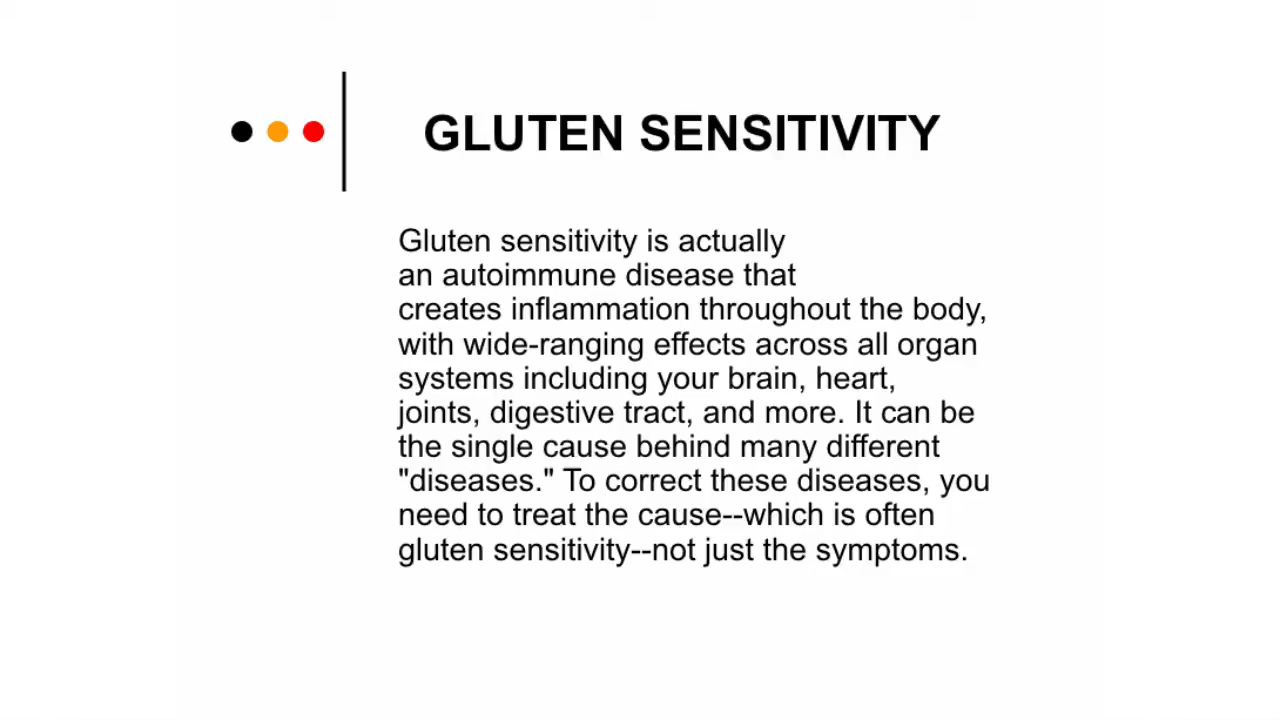 GLUTEN SENSITIVITY
Gluten sensitivity is actually
an autoimmune disease that
creates inflammation throughout the body,
with wide-ranging effects across all organ
systems including your brain, heart,
joints, digestive tract, and more. It can be
the single cause behind many different
"diseases." To correct these diseases, you
need to treat the cause--which is often
gluten sensitivity--not just the symptoms.